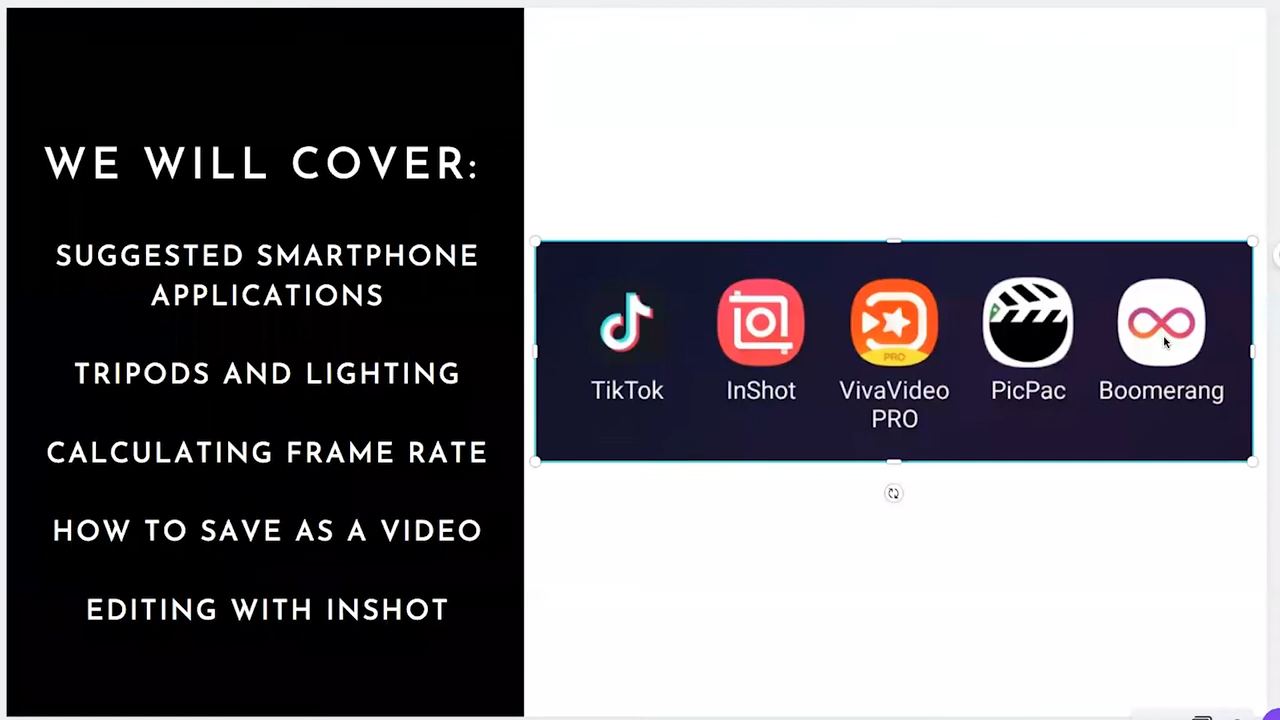 WE WILL COVER:
SUGGESTED SMARTPHONE
APPLICATIONS
TRIPODS AND LIGHTING
CALCULATING FRAME RATE
HOW TO SAVE AS A VIDEO
EDITING WITH INSHOT
TikTok
InShot
VivaVideo
PRO
PicPac
Boomerang
PRO